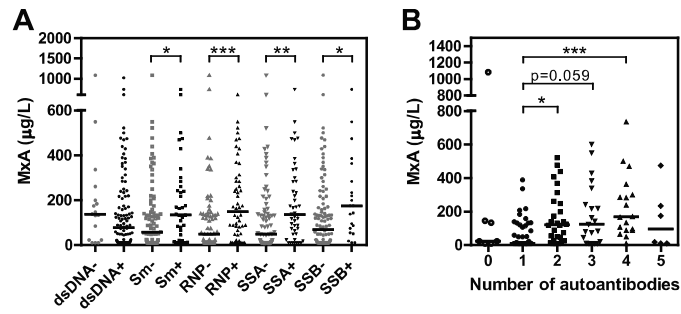 A
MxA (µg/L)
2000
1500
1000
600
400
200
0
*
***
**
*
dsDNA-
dsDNA+
Sm-
Sm+
RNP-
RNP+
SSA-
SSA+
SSB-
SSB+
B
MxA (µg/L)
1400
1200
1000
800
600
400
200
0
***
p=0.059
*
0 1 2 3 4 5
Number of autoantibodies